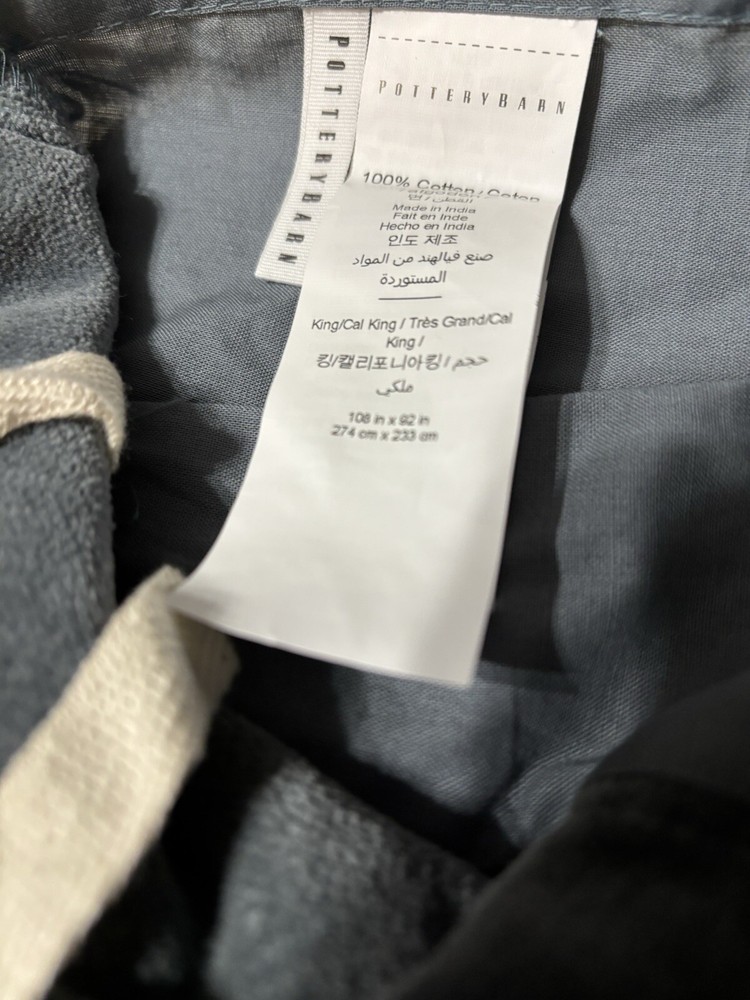 POTTERYBARN
POTTERYBARN
100% Cotton / Coton
Made in India
Fait en Inde
Hecho en India
인도 제조
صنع فيالهند من المواد
المستوردة
King/Cal King / Très Grand/Cal
King /
킹/캘리포니아킹 / حجم
ملكي
108 in x 92 in
274 cm x 233 cm